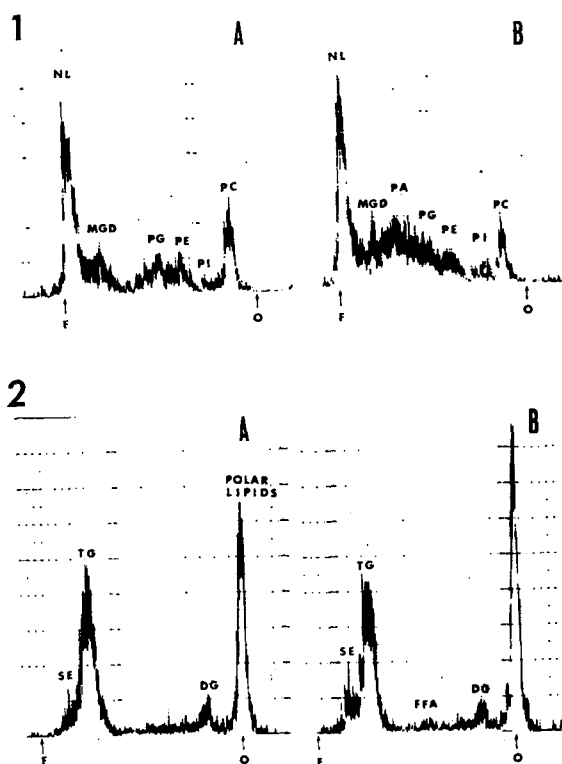 1 A B
NL NL
PC
PA PC
MGD MGD
PG PE PG PE
PI PI
F O F O
2 A B
POLAR
LIPIDS
TG TG
SE SE
DG FFA DG
F O F O